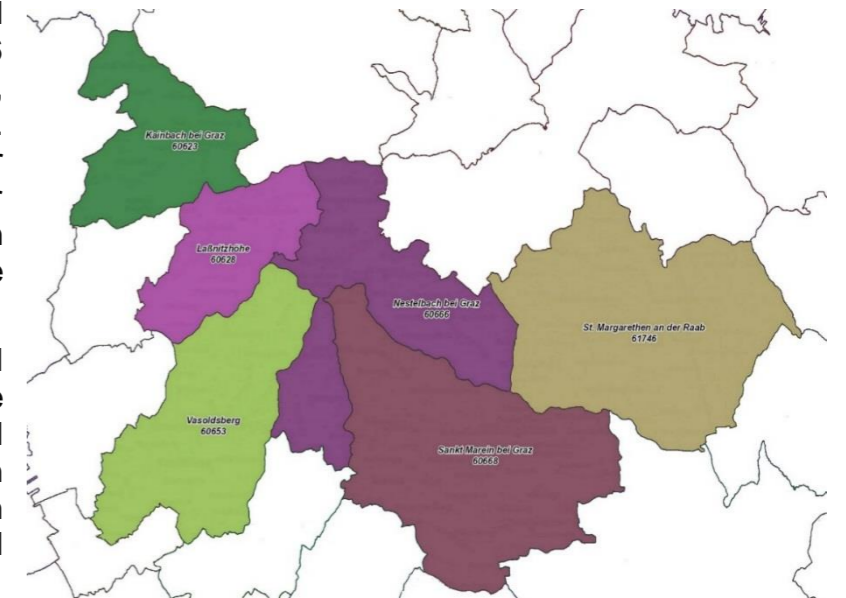 Kainbach bei Graz
60623
Laßnitzhöhe
60628
Nestelbach bei Graz
60666
St. Margarethen an der Raab
61746
Vasoldsberg
60653
Sankt Marein bei Graz
60668